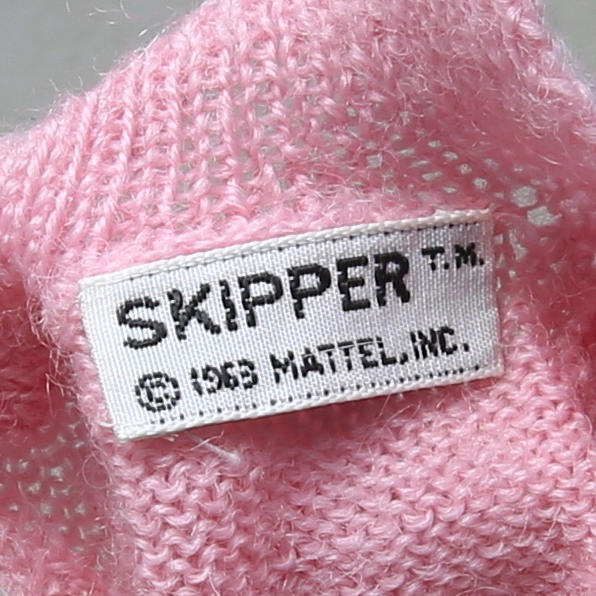 SKIPPER T.M.
© 1963 MATTEL, INC.